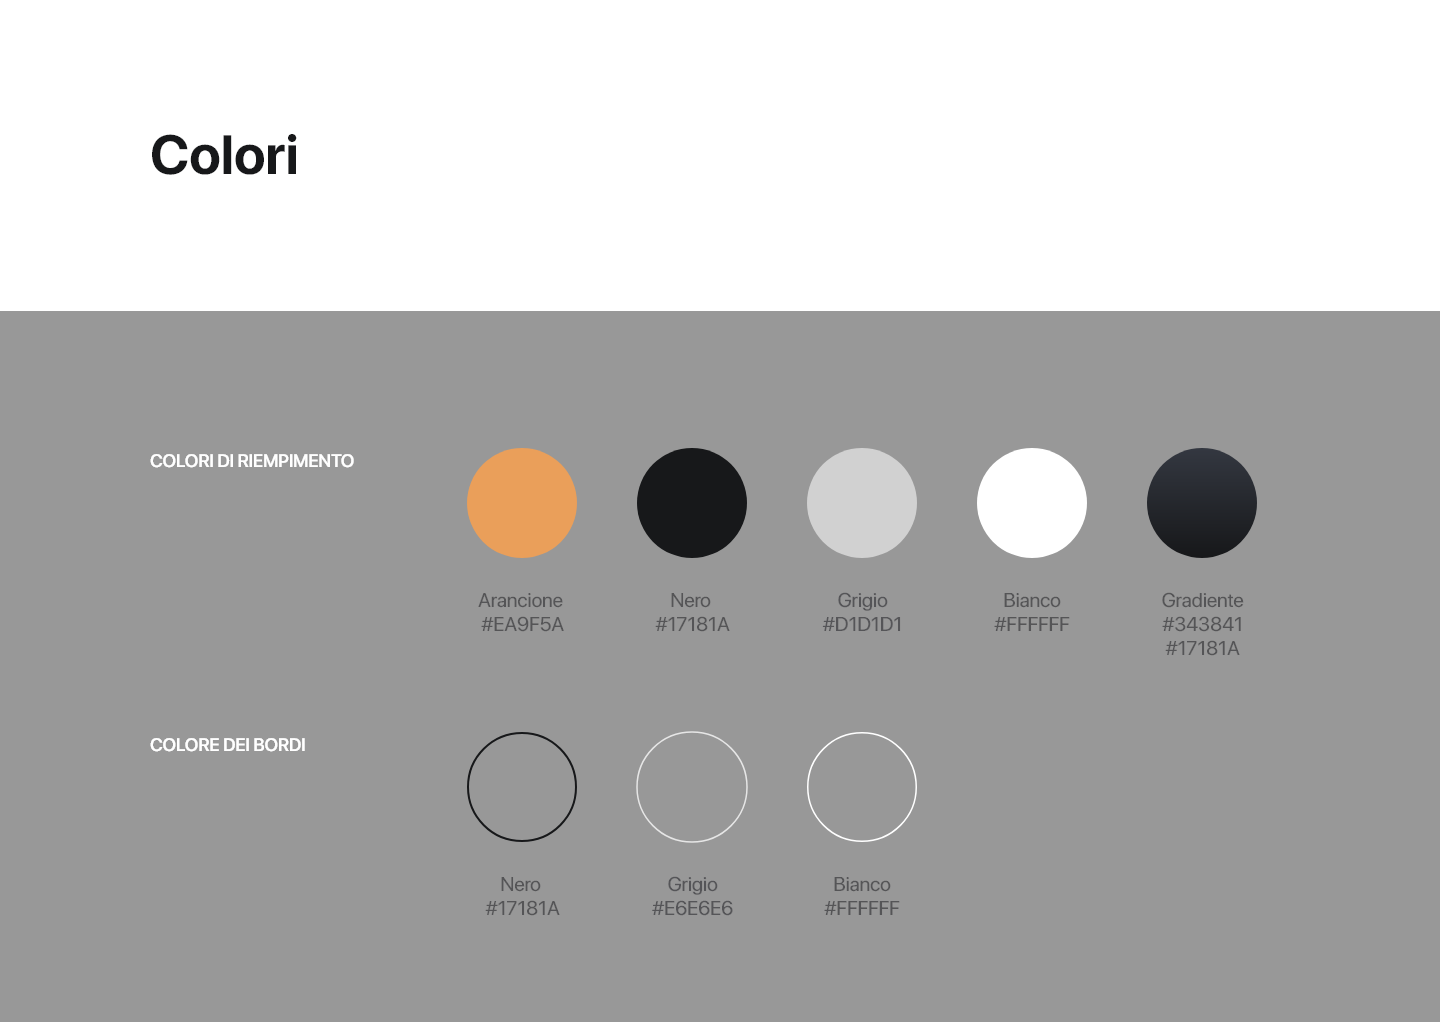 Colori
COLORI DI RIEMPIMENTO
Arancione
#EA9F5A
Nero
#17181A
Grigio
#D1D1D1
Bianco
#FFFFFF
Gradiente
#343841
#17181A
COLORE DEI BORDI
Nero
#17181A
Grigio
#E6E6E6
Bianco
#FFFFFF